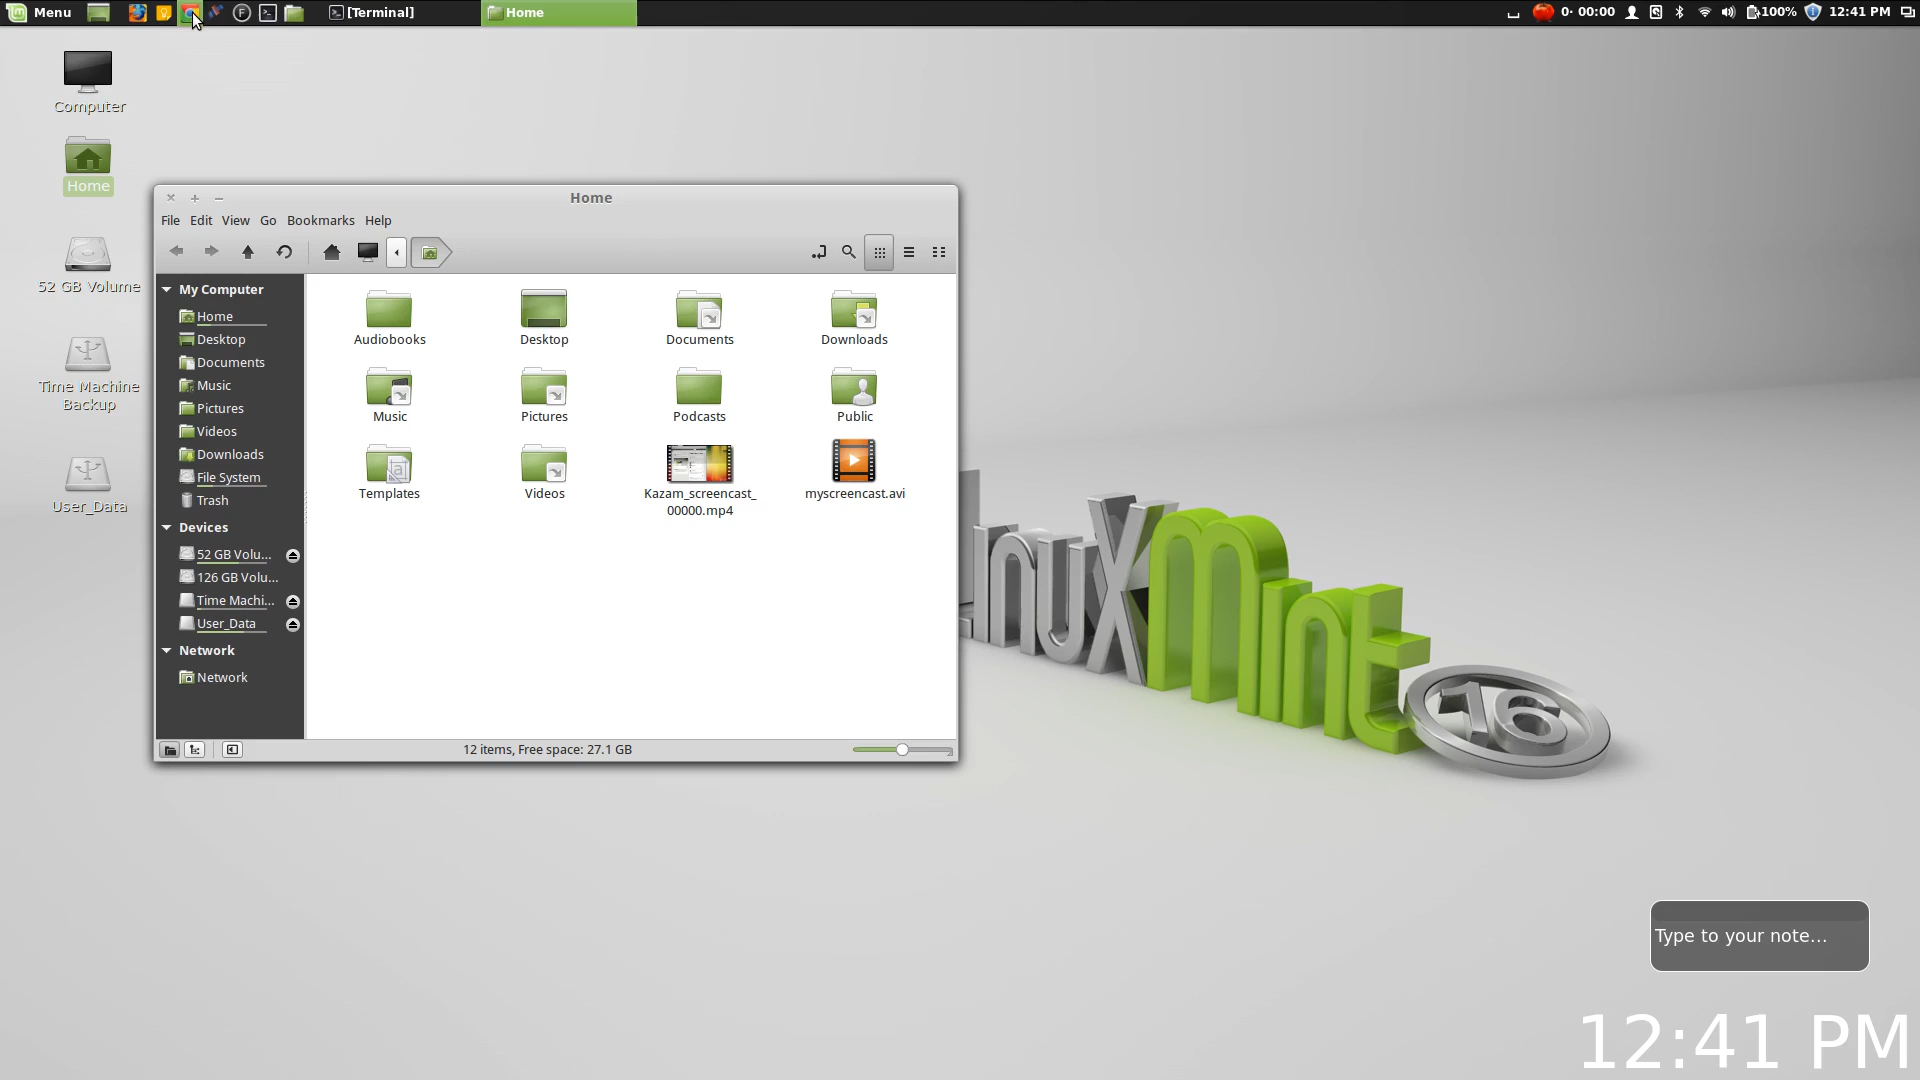 Menu
[Terminal]
Home
0· 00:00
100%
12:41 PM
Computer
Home
52 GB Volume
Time Machine
Backup
User_Data
Home
File Edit View Go Bookmarks Help
My Computer
Home
Desktop
Documents
Music
Pictures
Videos
Downloads
File System
Trash
Devices
52 GB Volu...
126 GB Volu...
Time Machi...
User_Data
Network
Network
Audiobooks
Desktop
Documents
Downloads
Music
Pictures
Podcasts
Public
Templates
Videos
Kazam_screencast_
00000.mp4
myscreencast.avi
12 items, Free space: 27.1 GB
LinuxMint
16
Type to your note...
12:41 PM